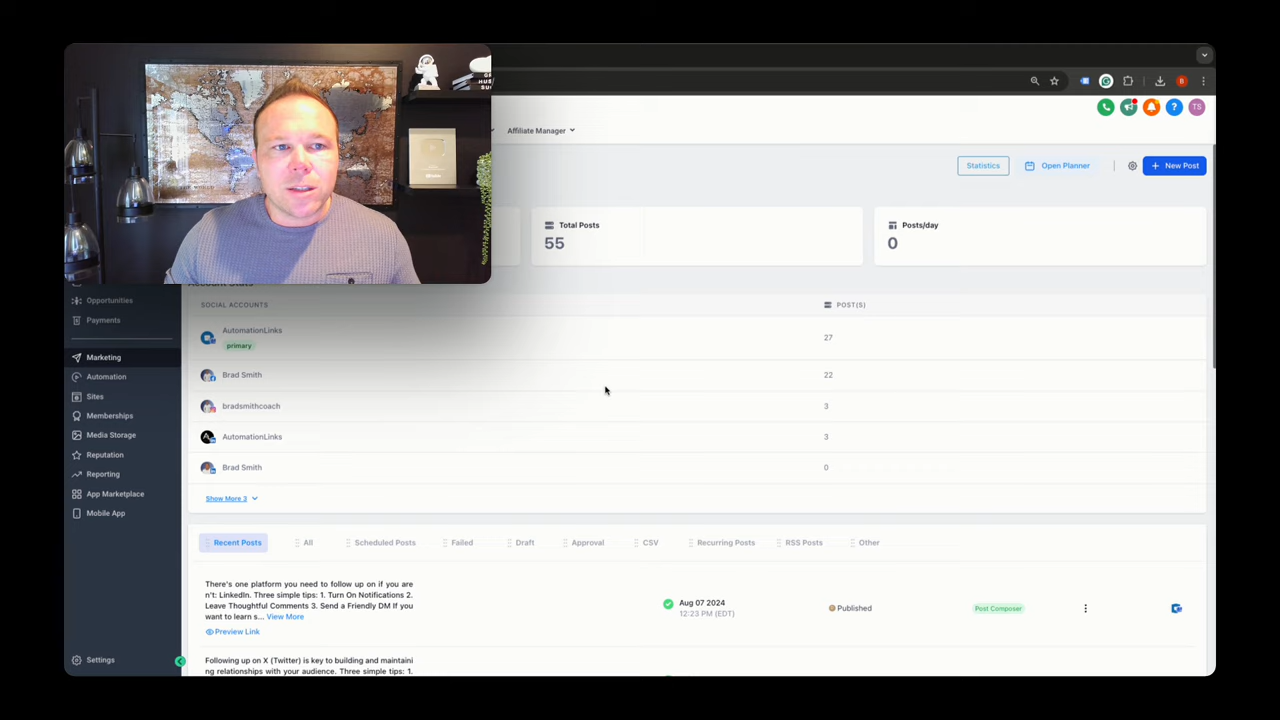 Affiliate Manager
TS
Statistics
Open Planner
New Post
Total Posts
55
Posts/day
0
Opportunities
Payments
Marketing
Automation
Sites
Memberships
Media Storage
Reputation
Reporting
App Marketplace
Mobile App
Settings
SOCIAL ACCOUNTS
POST(S)
AutomationLinks
primary
27
Brad Smith
22
bradsmithcoach
3
AutomationLinks
3
Brad Smith
0
Show More 3
Recent Posts
All
Scheduled Posts
Failed
Draft
Approval
CSV
Recurring Posts
RSS Posts
Other
There's one platform you need to follow up on if you are
n't: LinkedIn. Three simple tips: 1. Turn On Notifications 2.
Leave Thoughtful Comments 3. Send a Friendly DM If you
want to learn s... View More
Preview Link
Aug 07 2024
12:23 PM (EDT)
Published
Post Composer
Following up on X (Twitter) is key to building and maintaini
ng relationships with your audience. Three simple tips: 1.